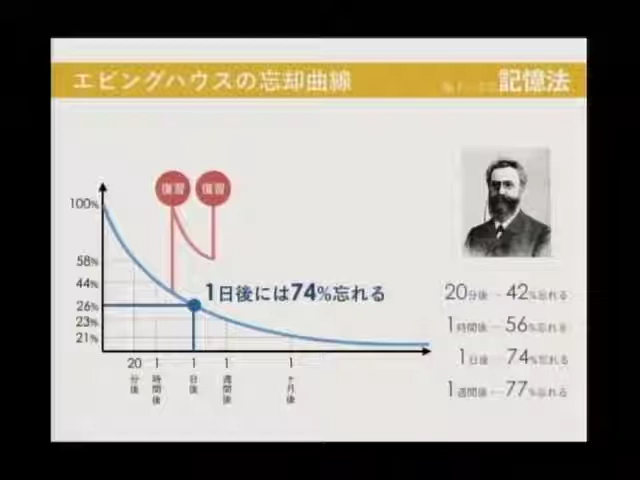 エビングハウスの忘却曲線
記憶法
復習 復習
100%
58%
44%
26%
23%
21%
1日後には74%忘れる
20分後
1時間後
1日後
1週間後
1ヶ月後
20分後…42%忘れる
1時間後…56%忘れる
1日後…74%忘れる
1週間後…77%忘れる